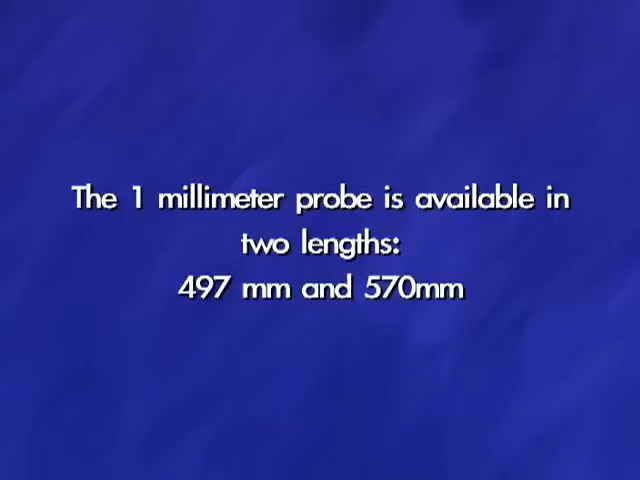 The 1 millimeter probe is available in
two lengths:
497 mm and 570mm